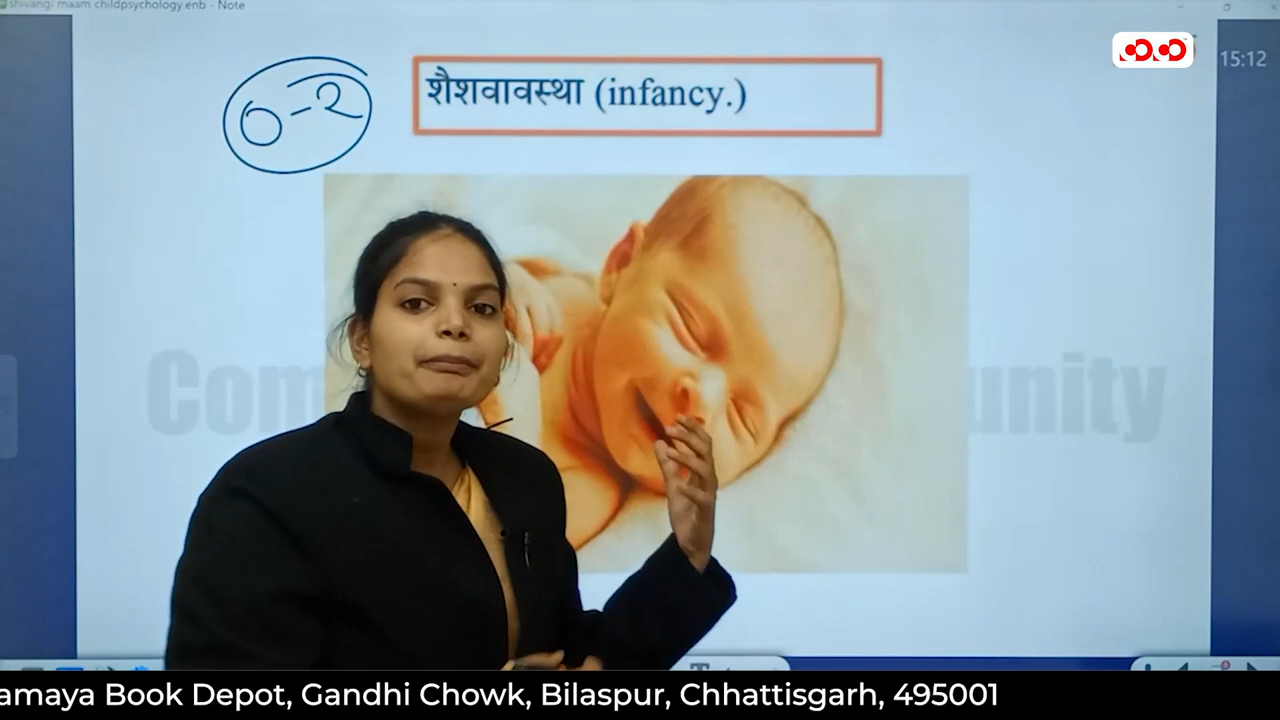 shivangi maam childpsychology.enb - Note
15:12
0-2
शैशवावस्था (infancy.)
Com
unity
amaya Book Depot, Gandhi Chowk, Bilaspur, Chhattisgarh, 495001